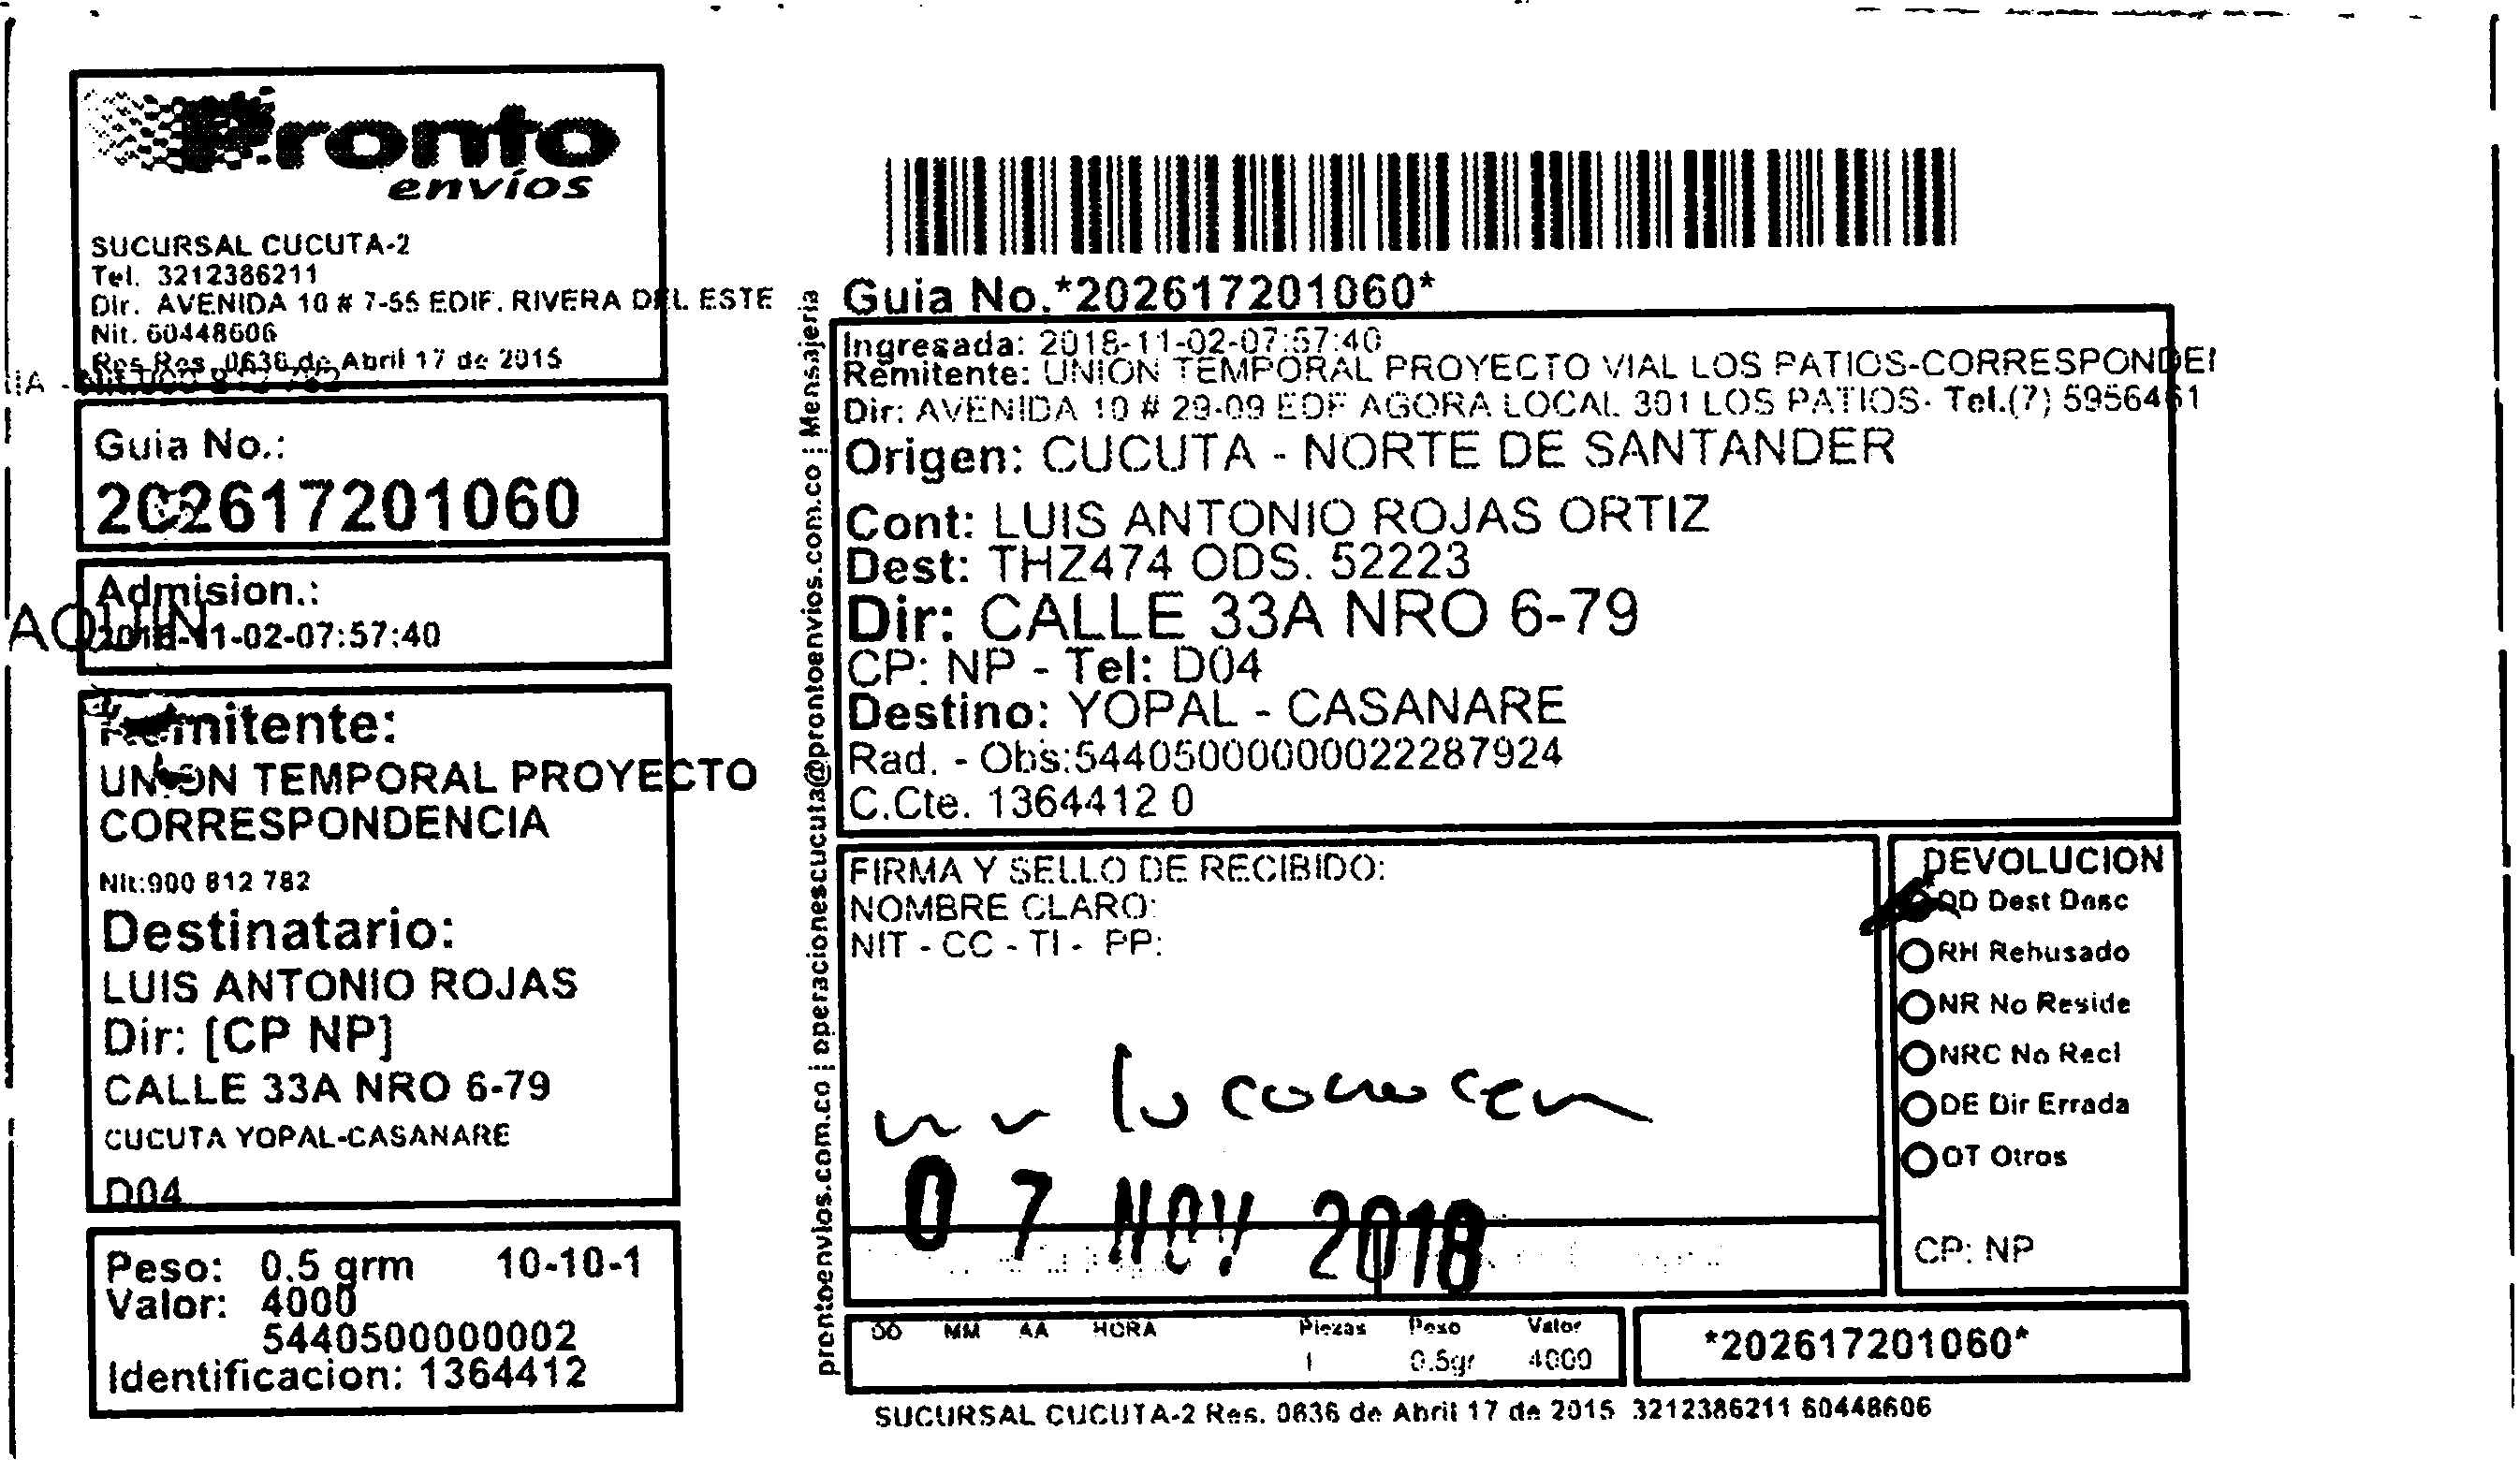 Pronto
envíos
SUCURSAL CUCUTA-2
Tel. 3212386211
Dir. AVENIDA 10 # 7-55 EDIF. RIVERA DEL ESTE
Nit. 60448606
Res Res. 0636 de Abril 17 de 2015
Guia No.:
202617201060
Admision.:
2018-11-02-07:57:40
Remitente:
UNION TEMPORAL PROYECTO
CORRESPONDENCIA
Nit:900 812 782
Destinatario:
LUIS ANTONIO ROJAS
Dir: [CP NP]
CALLE 33A NRO 6-79
CUCUTA YOPAL-CASANARE
D04
Peso: 0.5 grm 10-10-1
Valor: 4000
5440500000002
Identificacion: 1364412
prontoenvios.com.co | operacionescucuta@prontoenvios.com.co | Mensajeria
Guia No.*202617201060*
Ingresada: 2018-11-02-07:57:40
Remitente: UNION TEMPORAL PROYECTO VIAL LOS PATIOS-CORRESPONDEI
Dir: AVENIDA 10 # 29-09 EDF AGORA LOCAL 301 LOS PATIOS- Tel.(7) 5956461
Origen: CUCUTA - NORTE DE SANTANDER
Cont: LUIS ANTONIO ROJAS ORTIZ
Dest: THZ474 ODS. 52223
Dir: CALLE 33A NRO 6-79
CP: NP - Tel: D04
Destino: YOPAL - CASANARE
Rad. - Obs:544050000000022287924
C.Cte. 1364412 0
FIRMA Y SELLO DE RECIBIDO:
NOMBRE CLARO:
NIT - CC - TI - PP:
no lo conocen
07 NOV 2018
DEVOLUCION
DD Dest Desc
RH Rehusado
NR No Reside
NRC No Recl
DE Dir Errada
OT Otros
CP: NP
DD MM AA HORA Piezas Peso Valor
1 0.5gr 4000
*202617201060*
SUCURSAL CUCUTA-2 Res. 0636 de Abril 17 de 2015 3212386211 60448606